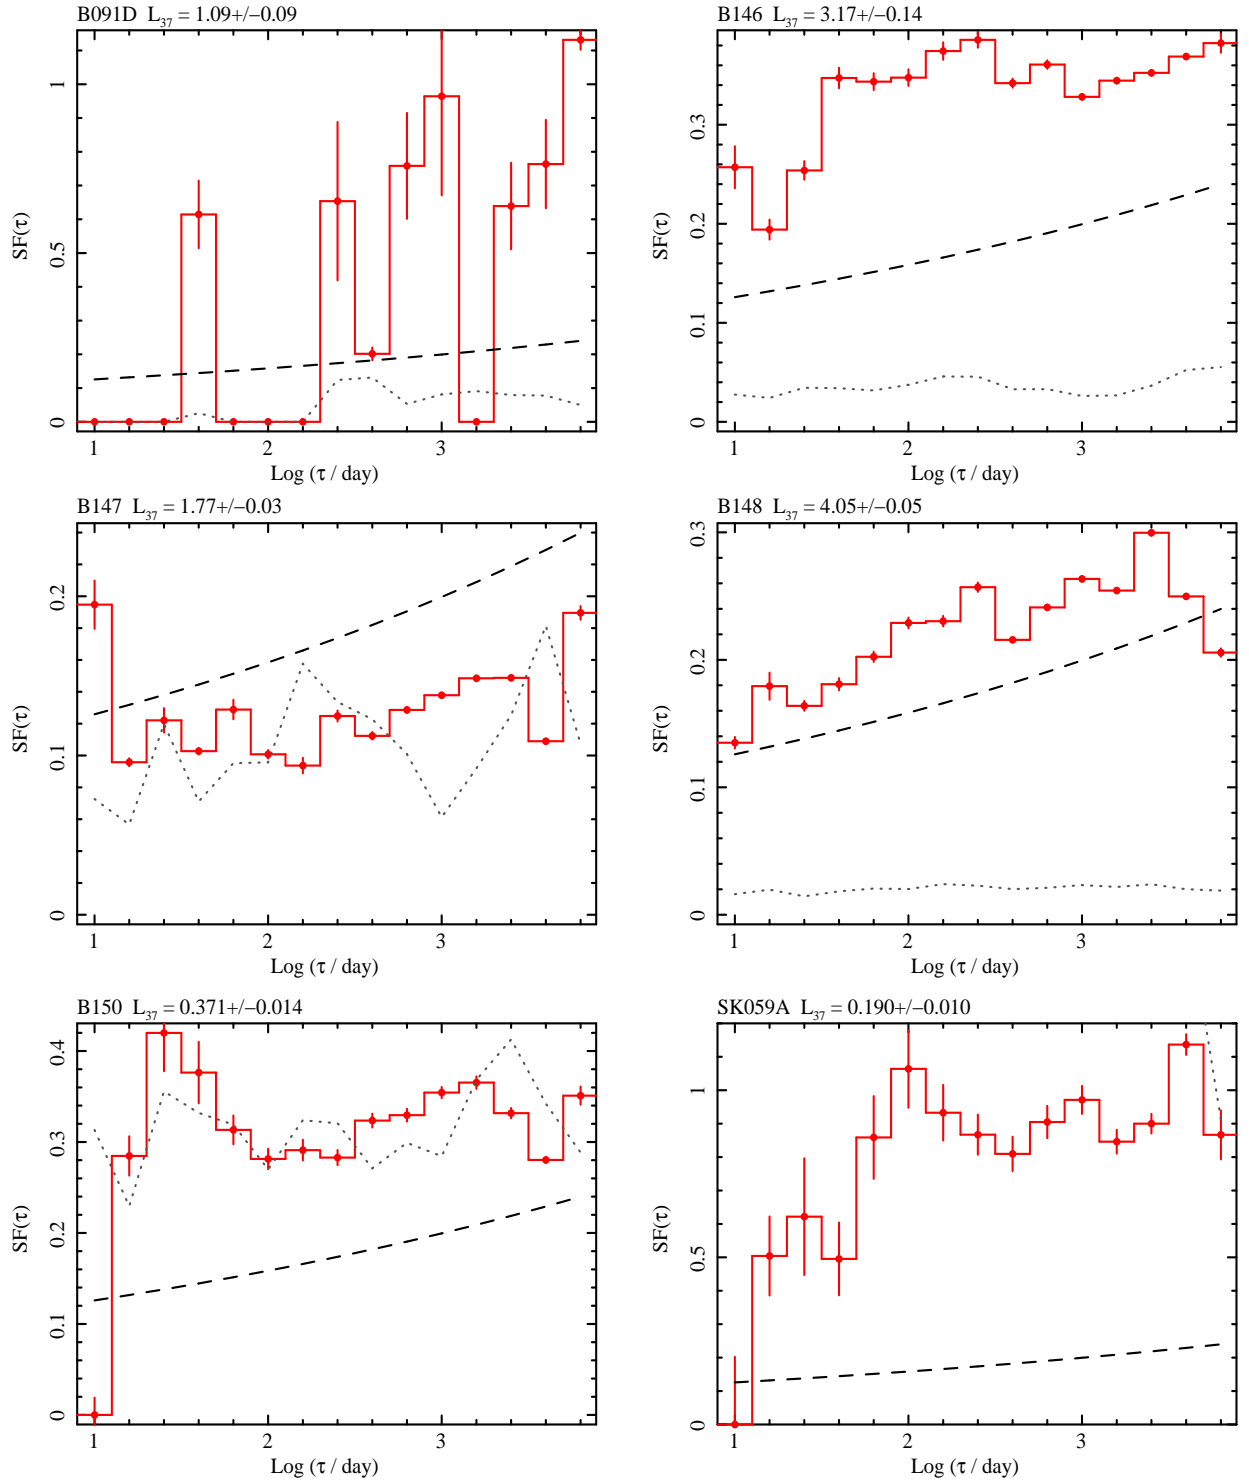 B091D L37 = 1.09+/−0.09
SF(τ)
0 0.5 1
1 2 3
Log (τ / day)
B146 L37 = 3.17+/−0.14
SF(τ)
0 0.1 0.2 0.3
1 2 3
Log (τ / day)
B147 L37 = 1.77+/−0.03
SF(τ)
0 0.1 0.2
1 2 3
Log (τ / day)
B148 L37 = 4.05+/−0.05
SF(τ)
0 0.1 0.2 0.3
1 2 3
Log (τ / day)
B150 L37 = 0.371+/−0.014
SF(τ)
0 0.1 0.2 0.3 0.4
1 2 3
Log (τ / day)
SK059A L37 = 0.190+/−0.010
SF(τ)
0 0.5 1
1 2 3
Log (τ / day)